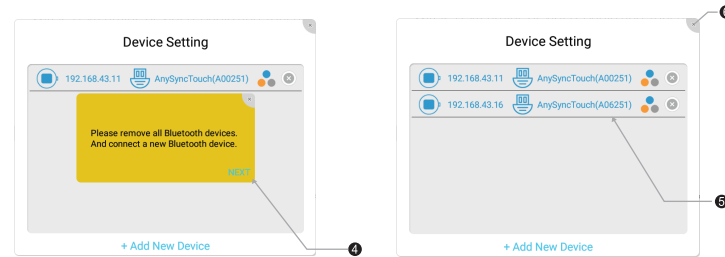 Device Setting
192.168.43.11 AnySyncTouch(A00251)
Please remove all Bluetooth devices.
And connect a new Bluetooth device.
NEXT
+ Add New Device
4
Device Setting
192.168.43.11 AnySyncTouch(A00251)
192.168.43.16 AnySyncTouch(A06251)
5
+ Add New Device